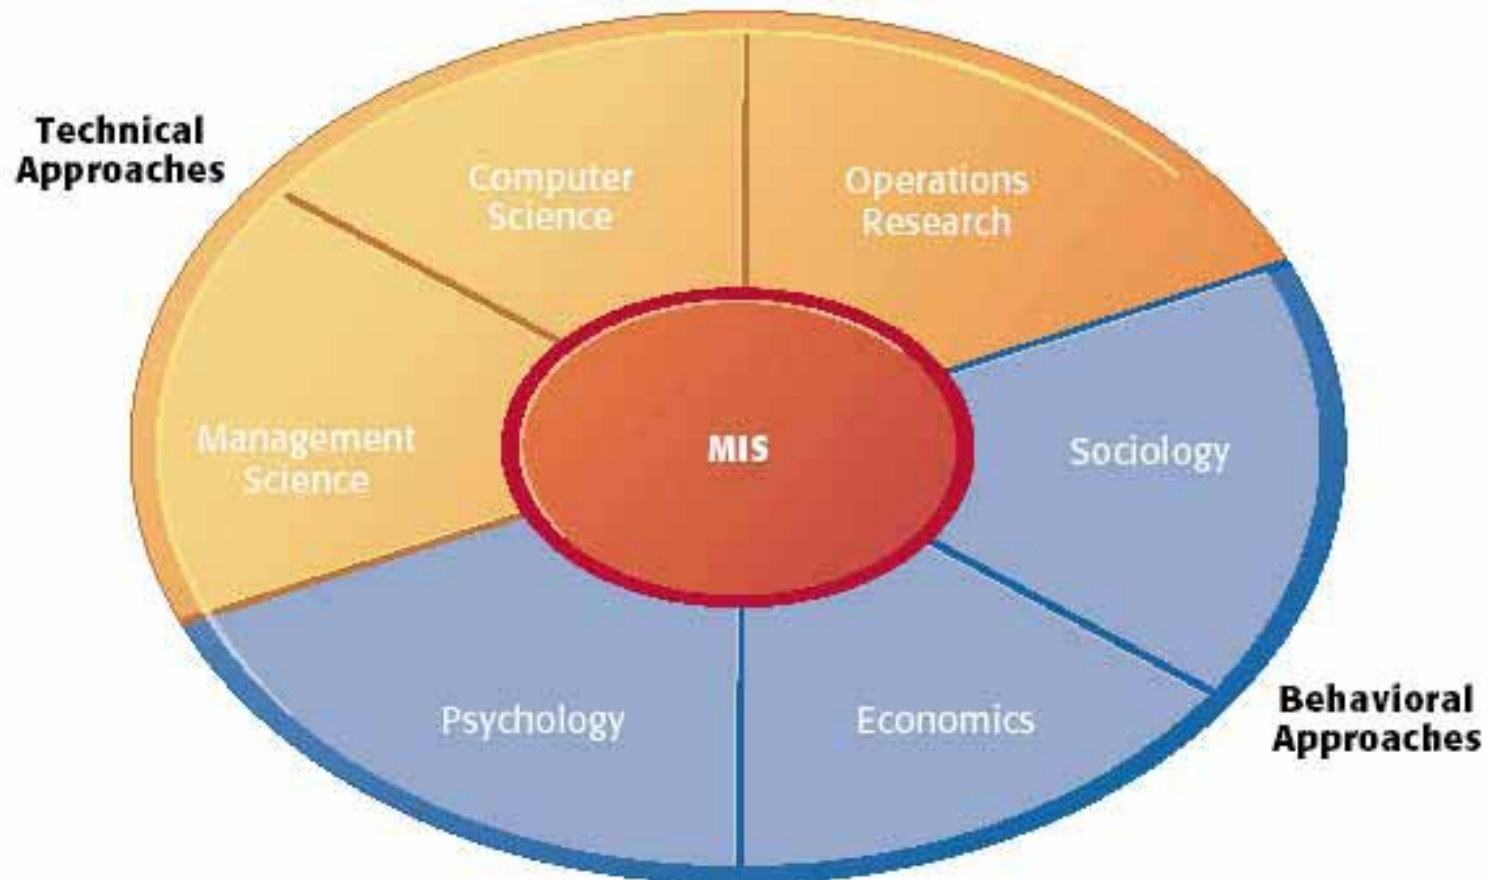 Technical
Approaches
Computer
Science
Operations
Research
Management
Science
MIS
Sociology
Psychology
Economics
Behavioral
Approaches